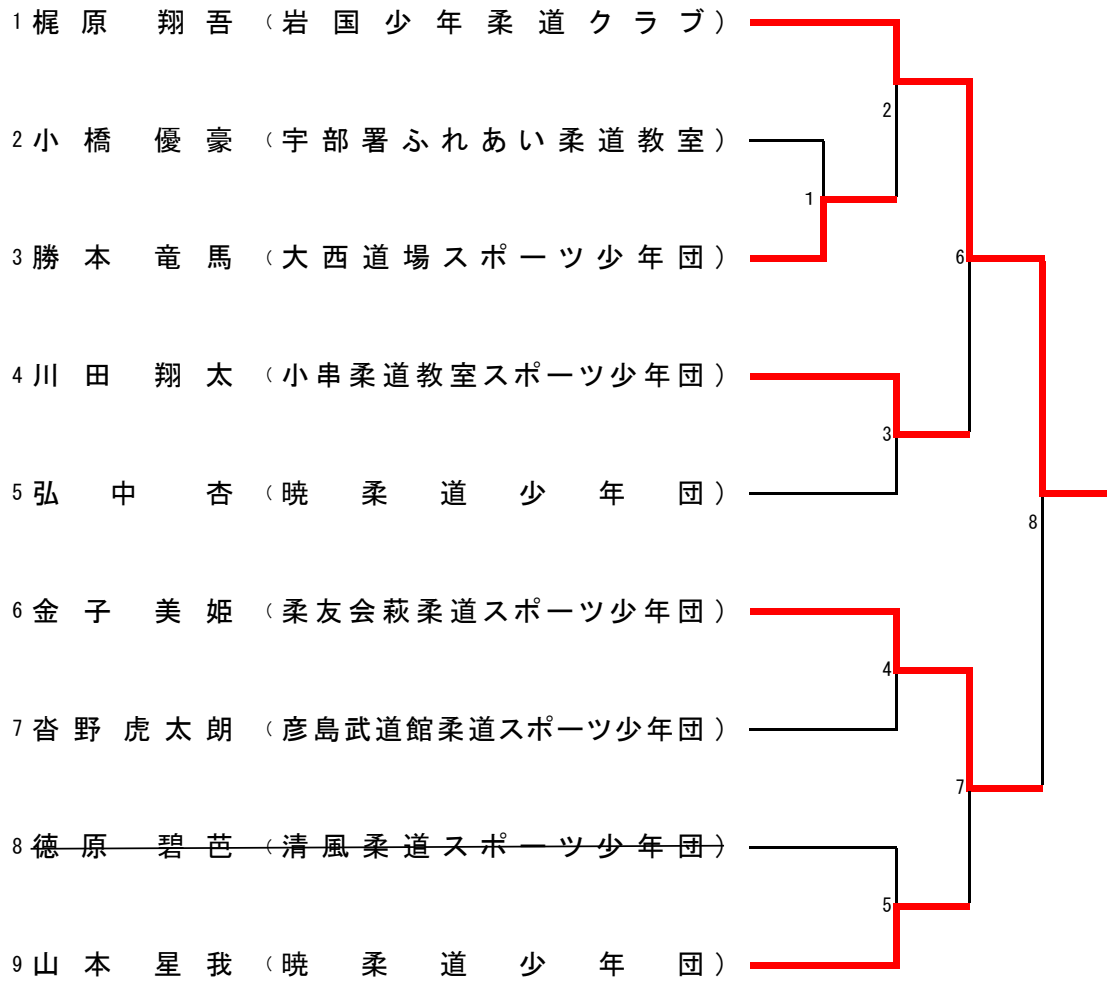 1 梶原 翔吾 (岩国少年柔道クラブ)
2
2 小橋 優豪 (宇部署ふれあい柔道教室)
1
3 勝本 竜馬 (大西道場スポーツ少年団)
6
4 川田 翔太 (小串柔道教室スポーツ少年団)
3
5 弘中 杏 (暁柔道少年団)
8
6 金子 美姫 (柔友会萩柔道スポーツ少年団)
4
7 沓野 虎太朗 (彦島武道館柔道スポーツ少年団)
7
8 徳原 碧芭 (清風柔道スポーツ少年団)
5
9 山本 星我 (暁柔道少年団)